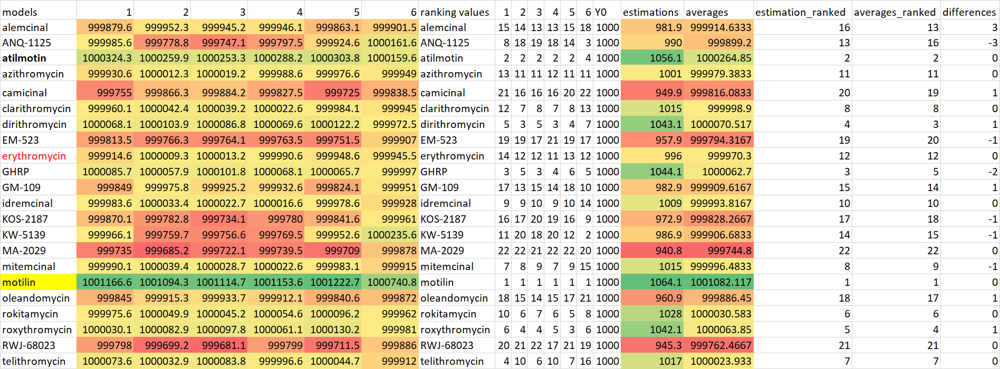 models 1 2 3 4 5 6 ranking values 1 2 3 4 5 6 Y0 estimations averages estimation_ranked averages_ranked differences
alemcinal 999879.6 999952.3 999945.2 999946.1 999863.1 999901.5 alemcinal 15 14 13 13 15 18 1000 981.9 999914.6333 16 13 3
ANQ-1125 999985.6 999778.8 999747.1 999797.5 999924.6 1000161.6 ANQ-1125 8 18 19 18 14 3 1000 990 999899.2 13 16 -3
atilmotin 1000324.3 1000259.9 1000253.3 1000288.2 1000303.8 1000159.6 atilmotin 2 2 2 2 2 4 1000 1056.1 1000264.85 2 2 0
azithromycin 999930.6 1000012.3 1000019.2 999988.6 999976.6 999949 azithromycin 13 11 11 12 11 11 1000 1001 999979.3833 11 11 0
camicinal 999755 999866.3 999884.2 999827.5 999725 999838.5 camicinal 21 16 16 16 20 22 1000 949.9 999816.0833 20 19 1
clarithromycin 999960.1 1000042.4 1000039.2 1000022.6 999984.1 999945 clarithromycin 12 7 8 7 8 13 1000 1015 999998.9 8 8 0
dirithromycin 1000068.1 1000103.9 1000086.8 1000069.6 1000122.2 999972.5 dirithromycin 5 3 5 3 4 7 1000 1043.1 1000070.517 4 3 1
EM-523 999813.5 999766.3 999764.1 999763.5 999751.5 999907 EM-523 19 19 17 21 19 17 1000 957.9 999794.3167 19 20 -1
erythromycin 999914.6 1000009.3 1000013.2 999990.6 999948.6 999945.5 erythromycin 14 12 12 11 13 12 1000 996 999970.3 12 12 0
GHRP 1000085.7 1000057.9 1000101.8 1000068.1 1000065.7 999997 GHRP 3 5 3 4 6 5 1000 1044.1 1000062.7 3 5 -2
GM-109 999849 999975.8 999925.2 999932.6 999824.1 999951 GM-109 17 13 15 14 18 10 1000 982.9 999909.6167 15 14 1
idremcinal 999983.6 1000033.4 1000022.7 1000016.6 999978.6 999928 idremcinal 9 9 10 9 10 14 1000 1009 999993.8167 10 10 0
KOS-2187 999870.1 999782.8 999734.1 999780 999841.6 999961 KOS-2187 16 17 20 19 16 9 1000 972.9 999828.2667 17 18 -1
KW-5139 999966.1 999759.7 999756.6 999769.5 999952.6 1000235.6 KW-5139 11 20 18 20 12 2 1000 986.9 999906.6833 14 15 -1
MA-2029 999735 999685.2 999722.1 999739.5 999709 999878 MA-2029 22 22 21 22 22 20 1000 940.8 999744.8 22 22 0
mitemcinal 999990.1 1000039.4 1000028.7 1000022.6 999983.1 999915 mitemcinal 7 8 9 7 9 15 1000 1015 999996.4833 8 9 -1
motilin 1001166.6 1001094.3 1001114.7 1001153.6 1001222.7 1000740.8 motilin 1 1 1 1 1 1 1000 1064.1 1001082.117 1 1 0
oleandomycin 999845 999915.3 999933.7 999912.1 999840.6 999872 oleandomycin 18 15 14 15 17 21 1000 960.9 999886.45 18 17 1
rokitamycin 999975.6 1000049.9 1000045.2 1000054.6 1000096.2 999962 rokitamycin 10 6 7 6 5 8 1000 1028 1000030.583 6 6 0
roxythromycin 1000030.1 1000082.9 1000097.8 1000061.1 1000130.2 999981 roxythromycin 6 4 4 5 3 6 1000 1042.1 1000063.85 5 4 1
RWJ-68023 999798 999699.2 999681.1 999799 999711.5 999886 RWJ-68023 20 21 22 17 21 19 1000 945.3 999762.4667 21 21 0
telithromycin 1000073.6 1000032.9 1000083.8 999996.6 1000044.7 999912 telithromycin 4 10 6 10 7 16 1000 1017 1000023.933 7 7 0